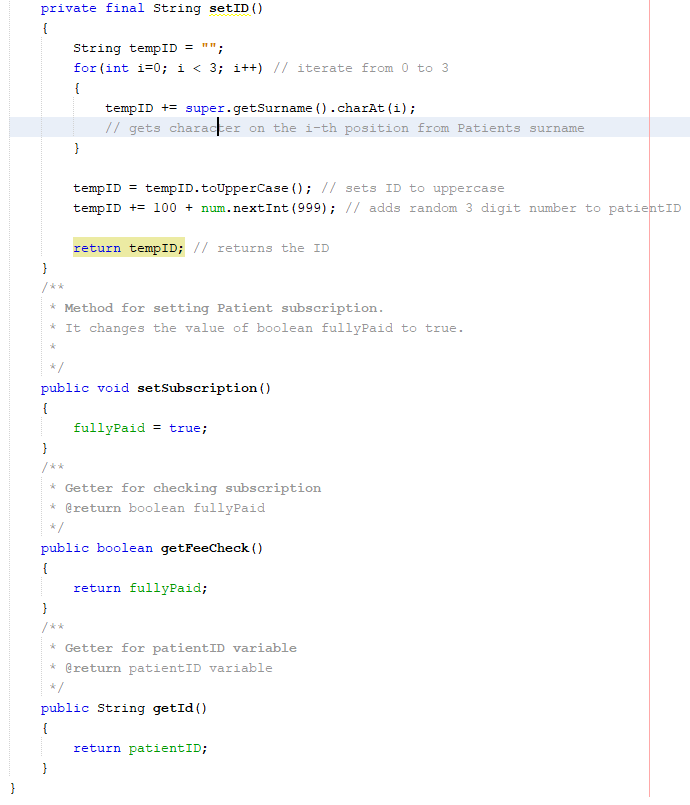 private final String setID()
{
String tempID = "";
for(int i=0; i < 3; i++) // iterate from 0 to 3
{
tempID += super.getSurname().charAt(i);
// gets character on the i-th position from Patients surname
}
tempID = tempID.toUpperCase(); // sets ID to uppercase
tempID += 100 + num.nextInt(999); // adds random 3 digit number to patientID
return tempID; // returns the ID
}
/**
* Method for setting Patient subscription.
* It changes the value of boolean fullyPaid to true.
*
*/
public void setSubscription()
{
fullyPaid = true;
}
/**
* Getter for checking subscription
* @return boolean fullyPaid
*/
public boolean getFeeCheck()
{
return fullyPaid;
}
/**
* Getter for patientID variable
* @return patientID variable
*/
public String getId()
{
return patientID;
}
}